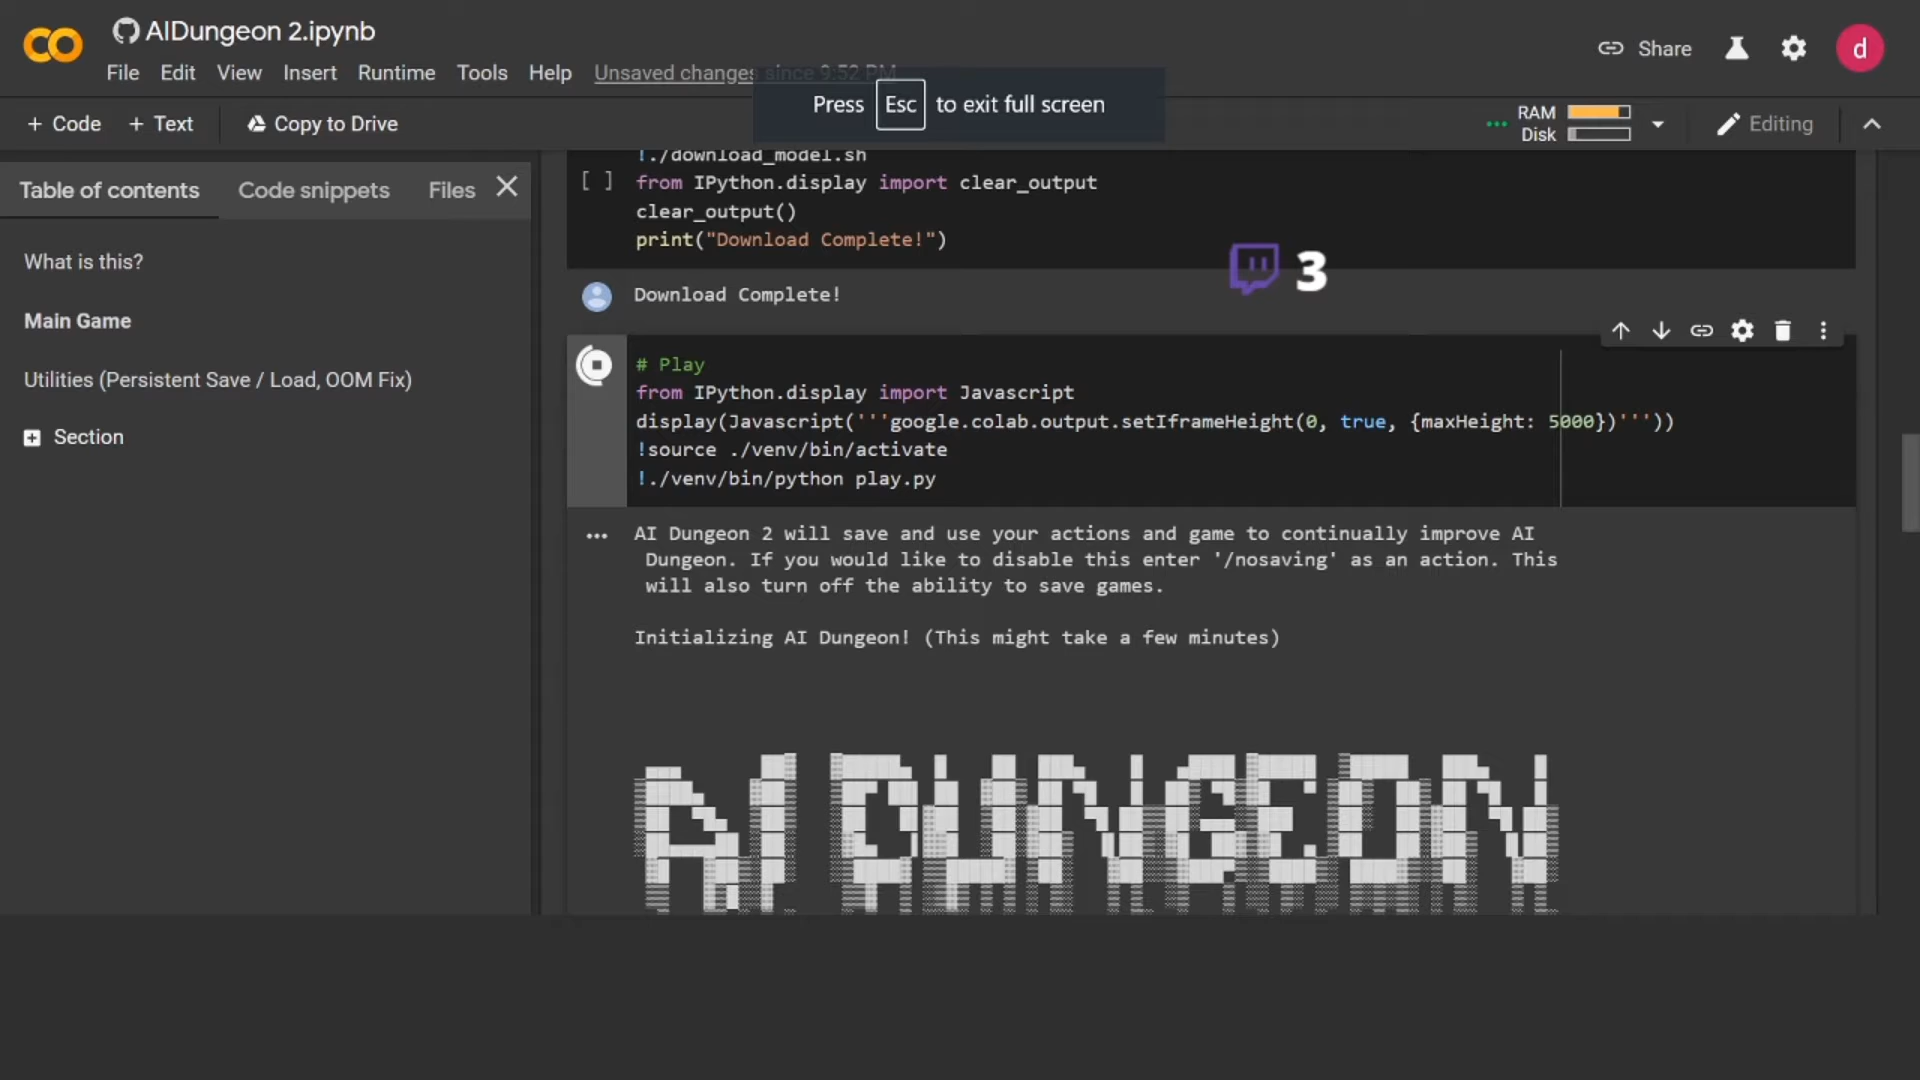 AIDungeon 2.ipynb
Share
d
File Edit View Insert Runtime Tools Help Unsaved changes since 9:52 PM
Press Esc to exit full screen
+ Code + Text Copy to Drive
RAM
Disk
Editing
Table of contents Code snippets Files
What is this?
Main Game
Utilities (Persistent Save / Load, OOM Fix)
Section
!./download_model.sh
[ ] from IPython.display import clear_output
clear_output()
print("Download Complete!")
3
Download Complete!
# Play
from IPython.display import Javascript
display(Javascript('''google.colab.output.setIframeHeight(0, true, {maxHeight: 5000})'''))
!source ./venv/bin/activate
!./venv/bin/python play.py
AI Dungeon 2 will save and use your actions and game to continually improve AI
Dungeon. If you would like to disable this enter '/nosaving' as an action. This
will also turn off the ability to save games.
Initializing AI Dungeon! (This might take a few minutes)
AI DUNGEON